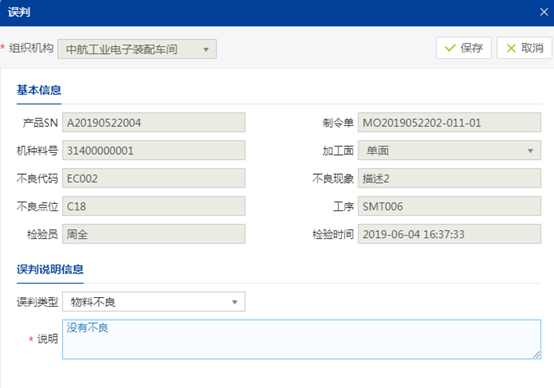 误判
* 组织机构 中航工业电子装配车间 保存 取消
基本信息
产品SN A20190522004 制令单 MO2019052202-011-01
机种料号 31400000001 加工面 单面
不良代码 EC002 不良现象 描述2
不良点位 C18 工序 SMT006
检验员 周全 检验时间 2019-06-04 16:37:33
误判说明信息
误判类型 物料不良
* 说明 没有不良